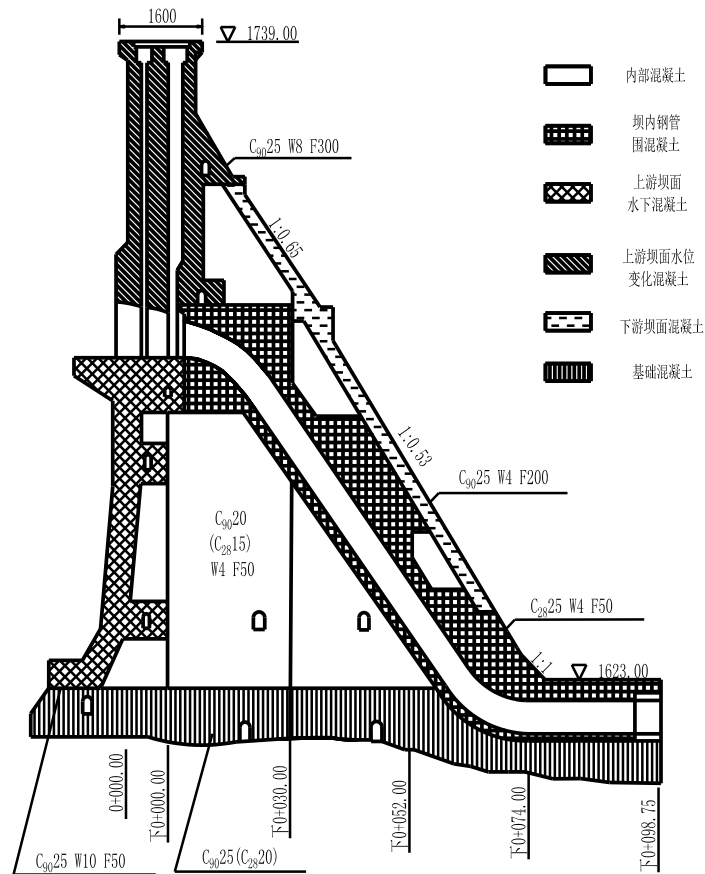 1600
1739.00
内部混凝土
坝内钢管
围混凝土
C₉₀25 W8 F300
上游坝面
水下混凝土
1:0.65
上游坝面水位
变化混凝土
下游坝面混凝土
基础混凝土
1:0.53
C₉₀25 W4 F200
C₉₀20
(C₂₈15)
W4 F50
C₂₈25 W4 F50
1:1
1623.00
0+000.00
下0+000.00
下0+030.00
下0+052.00
下0+074.00
下0+098.75
C₉₀25 W10 F50
C₉₀25(C₂₈20)